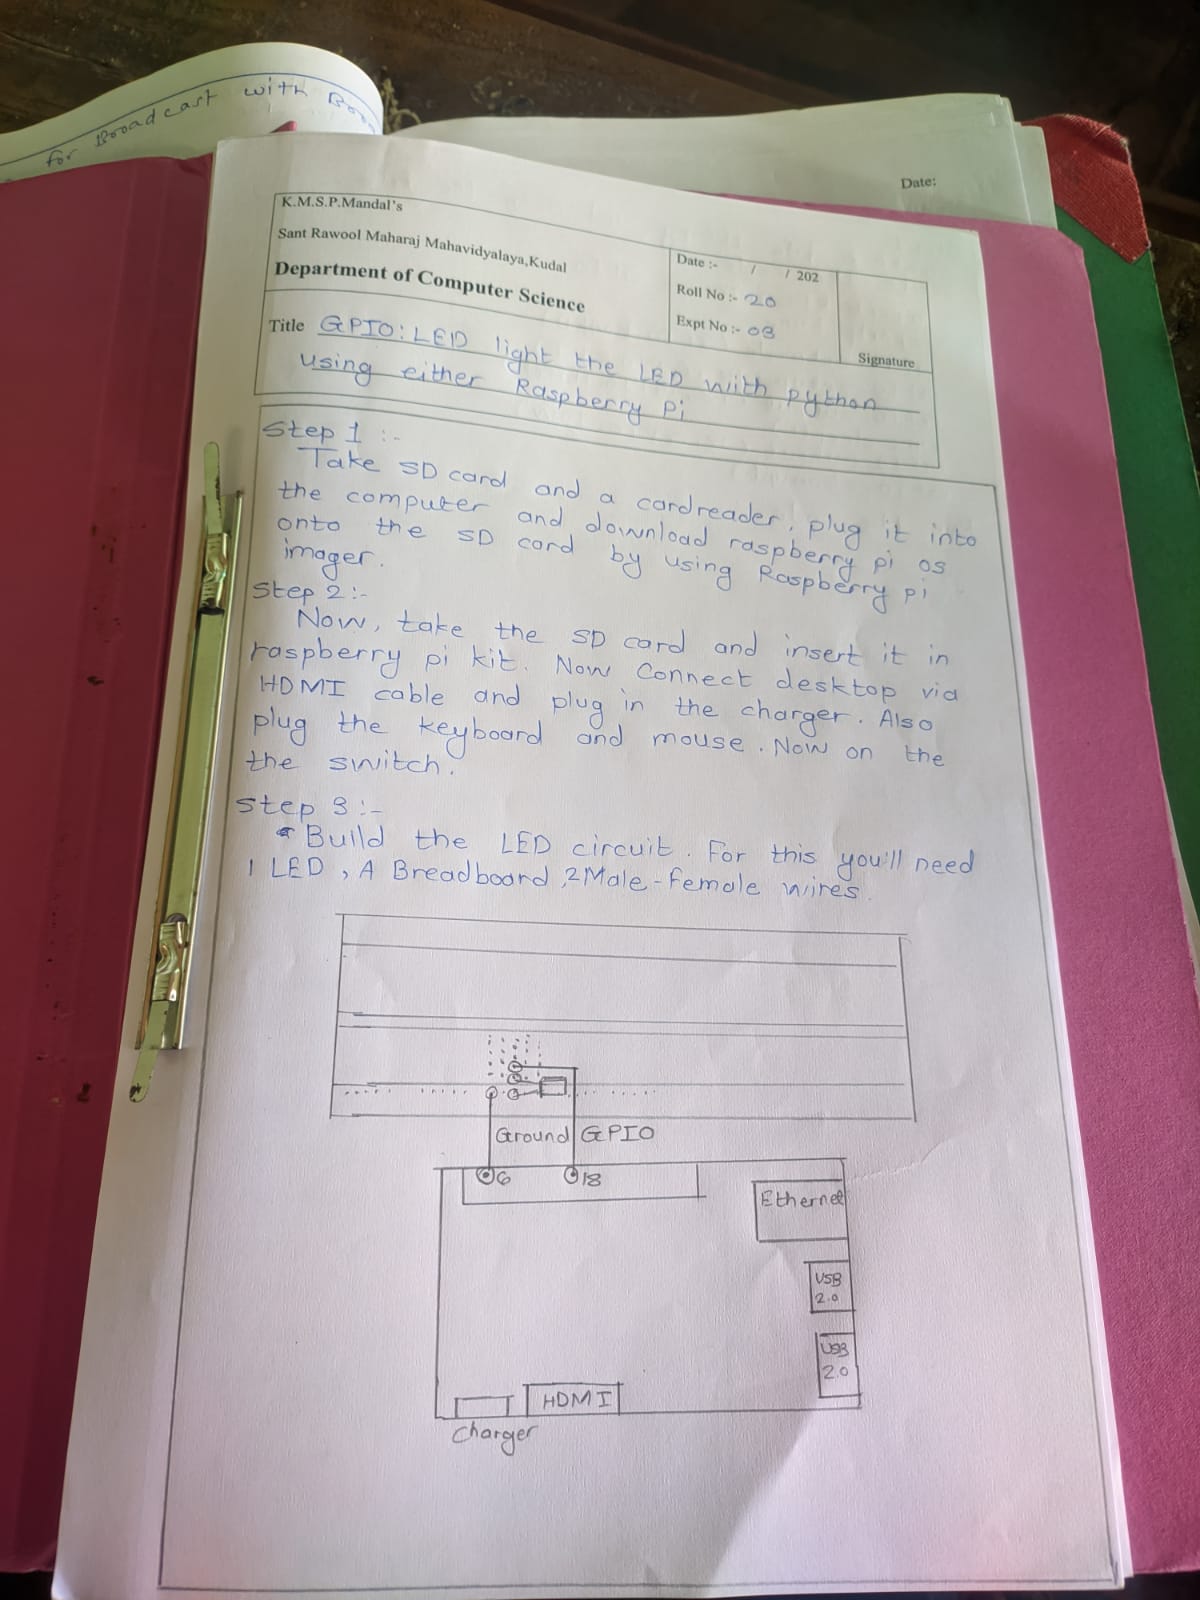 for Broadcast with
Date:
K.M.S.P.Mandal's
Sant Rawool Maharaj Mahavidyalaya,Kudal
Department of Computer Science
Date :- / / 202
Roll No :- 20
Expt No :- 03
Signature
Title GPIO: LED light the LED with python
using either Raspberry Pi
Step 1 :-
Take SD card and a cardreader, plug it into
the computer and download raspberry pi os
onto the SD card by using Raspberry pi
imager.
Step 2:-
Now, take the SD card and insert it in
raspberry pi kit. Now Connect desktop via
HDMI cable and plug in the charger. Also
plug the keyboard and mouse. Now on the
the switch.
Step 3 :-
Build the LED circuit. For this you'll need
1 LED, A Breadboard, 2 Male-female wires.
Ground GPIO
6 18
Ethernet
USB
2.0
USB
2.0
HDMI
Charger